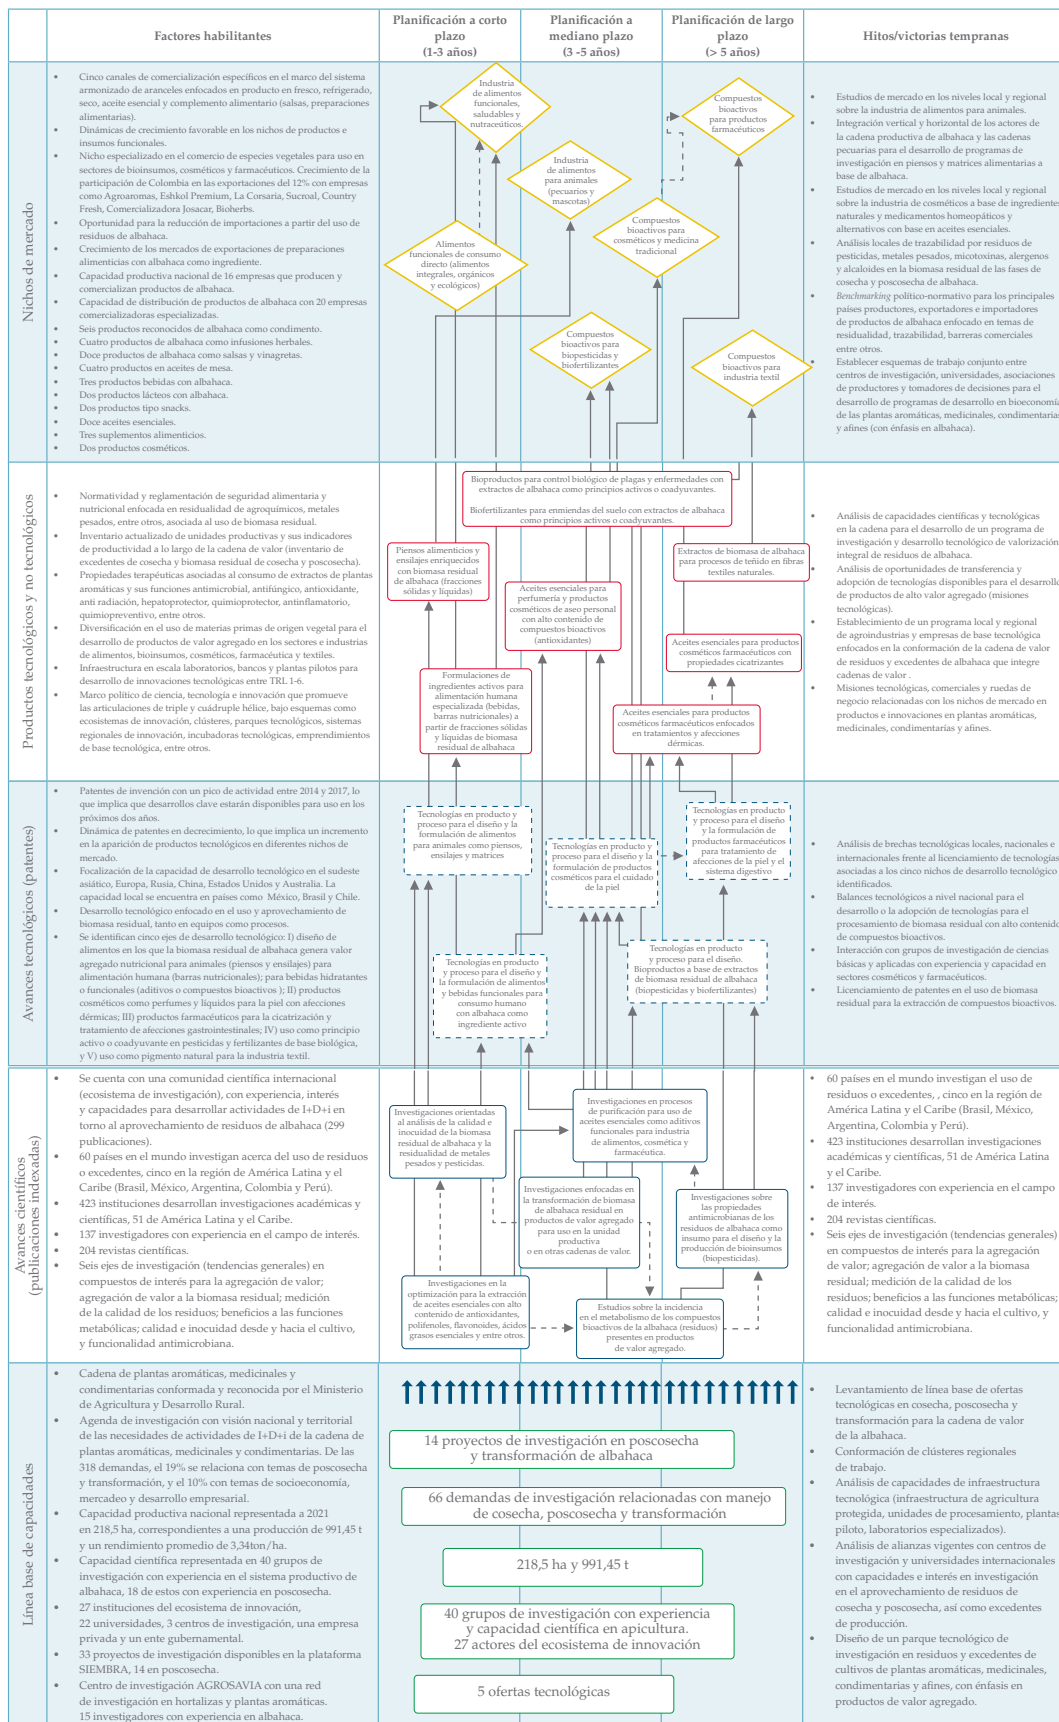 Factores habilitantes
Planificación a corto
plazo
(1-3 años)
Planificación a
mediano plazo
(3 -5 años)
Planificación de largo
plazo
(> 5 años)
Hitos/victorias tempranas
Nichos de mercado
• Cinco canales de comercialización específicos en el marco del sistema
armonizado de aranceles enfocados en producto en fresco, refrigerado,
seco, aceite esencial y complemento alimentario (salsas, preparaciones
alimentarias).
• Dinámicas de crecimiento favorable en los nichos de productos e
insumos funcionales.
• Nicho especializado en el comercio de especies vegetales para uso en
sectores de bioinsumos, cosméticos y farmacéuticos. Crecimiento de la
participación de Colombia en las exportaciones del 12% con empresas
como Agroaromas, Eshkol Premium, La Corsaria, Sucroal, Country
Fresh, Comercializadora Josacar, Bioherbs.
• Oportunidad para la reducción de importaciones a partir del uso de
residuos de albahaca.
• Crecimiento de los mercados de exportaciones de preparaciones
alimenticias con albahaca como ingrediente.
• Capacidad productiva nacional de 16 empresas que producen y
comercializan productos de albahaca.
• Capacidad de distribución de productos de albahaca con 20 empresas
comercializadoras especializadas.
• Seis productos reconocidos de albahaca como condimento.
• Cuatro productos de albahaca como infusiones herbales.
• Doce productos de albahaca como salsas y vinagretas.
• Cuatro productos en aceites de mesa.
• Tres productos bebidas con albahaca.
• Dos productos lácteos con albahaca.
• Dos productos tipo snacks.
• Doce aceites esenciales.
• Tres suplementos alimenticios.
• Dos productos cosméticos.
Industria
de alimentos
funcionales,
saludables y
nutraceúticos.
Alimentos
funcionales de consumo
directo (alimentos
integrales, orgánicos
y ecológicos)
Industria
de alimentos
para animales
(pecuarios y
mascotas)
Compuestos
bioactivos para
cosméticos y medicina
tradicional
Compuestos
bioactivos para
biopesticidas y
biofertilizantes
Compuestos
bioactivos
para productos
farmacéuticos
Compuestos
bioactivos para
industria textil
• Estudios de mercado en los niveles local y regional
sobre la industria de alimentos para animales.
• Integración vertical y horizontal de los actores de
la cadena productiva de albahaca y las cadenas
pecuarias para el desarrollo de programas de
investigación en piensos y matrices alimentarias a
base de albahaca.
• Estudios de mercado en los niveles local y regional
sobre la industria de cosméticos a base de ingredientes
naturales y medicamentos homeopáticos y
alternativos con base en aceites esenciales.
• Análisis locales de trazabilidad por residuos de
pesticidas, metales pesados, micotoxinas, alergenos
y alcaloides en la biomasa residual de las fases de
cosecha y poscosecha de albahaca.
• Benchmarking político-normativo para los principales
países productores, exportadores e importadores
de productos de albahaca enfocado en temas de
residualidad, trazabilidad, barreras comerciales
entre otros.
• Establecer esquemas de trabajo conjunto entre
centros de investigación, universidades, asociaciones
de productores y tomadores de decisiones para el
desarrollo de programas de desarrollo en bioeconomía
de las plantas aromáticas, medicinales, condimentarias
y afines (con énfasis en albahaca).
Productos tecnológicos y no tecnológicos
• Normatividad y reglamentación de seguridad alimentaria y
nutricional enfocada en residualidad de agroquímicos, metales
pesados, entre otros, asociada al uso de biomasa residual.
• Inventario actualizado de unidades productivas y sus indicadores
de productividad a lo largo de la cadena de valor (inventario de
excedentes de cosecha y biomasa residual de cosecha y poscosecha).
• Propiedades terapéuticas asociadas al consumo de extractos de plantas
aromáticas y sus funciones antimicrobial, antifúngico, antioxidante,
anti radiación, hepatoprotector, quimioprotector, antinflamatorio,
quimiopreventivo, entre otros.
• Diversificación en el uso de materias primas de origen vegetal para el
desarrollo de productos de valor agregado en los sectores e industrias
de alimentos, bioinsumos, cosméticos, farmacéutica y textiles.
• Infraestructura en escala laboratorios, bancos y plantas pilotos para
desarrollo de innovaciones tecnológicas entre TRL 1-6.
• Marco político de ciencia, tecnología e innovación que promueve
las articulaciones de triple y cuádruple hélice, bajo esquemas como
ecosistemas de innovación, clústeres, parques tecnológicos, sistemas
regionales de innovación, incubadoras tecnológicas, emprendimientos
de base tecnológica, entre otros.
Bioproductos para control biológico de plagas y enfermedades con
extractos de albahaca como principios activos o coadyuvantes.
Biofertilizantes para enmiendas del suelo con extractos de albahaca
como principios activos o coadyuvantes.
Piensos alimenticios y
ensilajes enriquecidos
con biomasa residual
de albahaca (fracciones
sólidas y líquidas)
Aceites esenciales para
perfumería y productos
cosméticos de aseo personal
con alto contenido de
compuestos bioactivos
(antioxidantes)
Extractos de biomasa de albahaca
para procesos de teñido en fibras
textiles naturales.
Aceites esenciales para productos
cosméticos farmacéuticos con
propiedades cicatrizantes
Formulaciones de
ingredientes activos para
alimentación humana
especializada (bebidas,
barras nutricionales) a
partir de fracciones sólidas
y líquidas de biomasa
residual de albahaca
Aceites esenciales para productos
cosméticos farmacéuticos enfocados
en tratamientos y afecciones
dérmicas.
• Análisis de capacidades científicas y tecnológicas
en la cadena para el desarrollo de un programa de
investigación y desarrollo tecnológico de valorización
integral de residuos de albahaca.
• Análisis de oportunidades de transferencia y
adopción de tecnologías disponibles para el desarrollo
de productos de alto valor agregado (misiones
tecnológicas).
• Establecimiento de un programa local y regional
de agroindustrias y empresas de base tecnológica
enfocados en la conformación de la cadena de valor
de residuos y excedentes de albahaca que integre
cadenas de valor .
• Misiones tecnológicas, comerciales y ruedas de
negocio relacionadas con los nichos de mercado en
productos e innovaciones en plantas aromáticas,
medicinales, condimentarías y afines.
Avances tecnológicos (patentes)
• Patentes de invención con un pico de actividad entre 2014 y 2017, lo
que implica que desarrollos clave estarán disponibles para uso en los
próximos dos años.
• Dinámica de patentes en decrecimiento, lo que implica un incremento
en la aparición de productos tecnológicos en diferentes nichos de
mercado.
• Focalización de la capacidad de desarrollo tecnológico en el sudeste
asiático, Europa, Rusia, China, Estados Unidos y Australia. La
capacidad local se encuentra en países como México, Brasil y Chile.
• Desarrollo tecnológico enfocado en el uso y aprovechamiento de
biomasa residual, tanto en equipos como procesos.
• Se identifican cinco ejes de desarrollo tecnológico: I) diseño de
alimentos en los que la biomasa residual de albahaca genera valor
agregado nutricional para animales (piensos y ensilajes) para
alimentación humana (barras nutricionales); para bebidas hidratantes
o funcionales (aditivos o compuestos bioactivos ); II) productos
cosméticos como perfumes y líquidos para la piel con afecciones
dérmicas; III) productos farmacéuticos para la cicatrización y
tratamiento de afecciones gastrointestinales; IV) uso como principio
activo o coadyuvante en pesticidas y fertilizantes de base biológica,
y V) uso como pigmento natural para la industria textil.
Tecnologías en producto y
proceso para el diseño y la
formulación de alimentos
para animales como piensos,
ensilajes y matrices
Tecnologías en producto y
proceso para el diseño y la
formulación de productos
cosméticos para el cuidado de
la piel
Tecnologías en producto
y proceso para el diseño
y la formulación de
productos farmacéuticos
para tratamiento de
afecciones de la piel y el
sistema digestivo
Tecnologías en producto
y proceso para el diseño y
la formulación de alimentos
y bebidas funcionales para
consumo humano
con albahaca como
ingrediente activo
Tecnologías en producto
y proceso para el diseño.
Bioproductos a base de extractos
de biomasa residual de albahaca
(biopesticidas y biofertilizantes)
• Análisis de brechas tecnológicas locales, nacionales e
internacionales frente al licenciamiento de tecnologías
asociadas a los cinco nichos de desarrollo tecnológico
identificados.
• Balances tecnológicos a nivel nacional para el
desarrollo o la adopción de tecnologías para el
procesamiento de biomasa residual con alto contenido
de compuestos bioactivos.
• Interacción con grupos de investigación de ciencias
básicas y aplicadas con experiencia y capacidad en
sectores cosméticos y farmacéuticos.
• Licenciamiento de patentes en el uso de biomasa
residual para la extracción de compuestos bioactivos.
Avances científicos
(publicaciones indexadas)
• Se cuenta con una comunidad científica internacional
(ecosistema de investigación), con experiencia, interés
y capacidades para desarrollar actividades de I+D+i en
torno al aprovechamiento de residuos de albahaca (299
publicaciones).
• 60 países en el mundo investigan acerca del uso de residuos
o excedentes, cinco en la región de América Latina y el
Caribe (Brasil, México, Argentina, Colombia y Perú).
• 423 instituciones desarrollan investigaciones académicas y
científicas, 51 de América Latina y el Caribe.
• 137 investigadores con experiencia en el campo de interés.
• 204 revistas científicas.
• Seis ejes de investigación (tendencias generales) en
compuestos de interés para la agregación de valor;
agregación de valor a la biomasa residual; medición
de la calidad de los residuos; beneficios a las funciones
metabólicas; calidad e inocuidad desde y hacia el cultivo,
y funcionalidad antimicrobiana.
Investigaciones orientadas
al análisis de la calidad e
inocuidad de la biomasa
residual de albahaca y la
residualidad de metales
pesados y pesticidas.
Investigaciones en procesos
de purificación para uso de
aceites esenciales como aditivos
funcionales para industria
de alimentos, cosmética y
farmacéutica.
Investigaciones enfocadas en
la transformación de biomasa
de albahaca residual en
productos de valor agregado
para uso en la unidad
productiva
o en otras cadenas de valor.
Investigaciones sobre
las propiedades
antimicrobianas de los
residuos de albahaca como
insumo para el diseño y la
producción de bioinsumos
(biopesticidas).
Investigaciones en la
optimización para la extracción
de aceites esenciales con alto
contenido de antioxidantes,
polifenoles, flavonoides, ácidos
grasos esenciales y entre otros.
Estudios sobre la incidencia
en el metabolismo de los compuestos
bioactivos de la albahaca (residuos)
presentes en productos
de valor agregado.
• 60 países en el mundo investigan el uso de
residuos o excedentes, , cinco en la región de
América Latina y el Caribe (Brasil, México,
Argentina, Colombia y Perú).
• 423 instituciones desarrollan investigaciones
académicas y científicas, 51 de América Latina
y el Caribe.
• 137 investigadores con experiencia en el campo
de interés.
• 204 revistas científicas.
• Seis ejes de investigación (tendencias generales)
en compuestos de interés para la agregación
de valor; agregación de valor a la biomasa
residual; medición de la calidad de los
residuos; beneficios a las funciones metabólicas;
calidad e inocuidad desde y hacia el cultivo, y
funcionalidad antimicrobiana.
Línea base de capacidades
• Cadena de plantas aromáticas, medicinales y
condimentarias conformada y reconocida por el Ministerio
de Agricultura y Desarrollo Rural.
• Agenda de investigación con visión nacional y territorial
de las necesidades de actividades de I+D+i de la cadena de
plantas aromáticas, medicinales y condimentarias. De las
318 demandas, el 19% se relaciona con temas de poscosecha
y transformación, y el 10% con temas de socioeconomía,
mercadeo y desarrollo empresarial.
• Capacidad productiva nacional representada a 2021
en 218,5 ha, correspondientes a una producción de 991,45 t
y un rendimiento promedio de 3,34ton/ha.
• Capacidad científica representada en 40 grupos de
investigación con experiencia en el sistema productivo de
albahaca, 18 de estos con experiencia en poscosecha.
• 27 instituciones del ecosistema de innovación,
22 universidades, 3 centros de investigación, una empresa
privada y un ente gubernamental.
• 33 proyectos de investigación disponibles en la plataforma
SIEMBRA, 14 en poscosecha.
• Centro de investigación AGROSAVIA con una red
de investigación en hortalizas y plantas aromáticas.
15 investigadores con experiencia en albahaca.
14 proyectos de investigación en poscosecha
y transformación de albahaca
66 demandas de investigación relacionadas con manejo
de cosecha, poscosecha y transformación
218,5 ha y 991,45 t
40 grupos de investigación con experiencia
y capacidad científica en apicultura.
27 actores del ecosistema de innovación
5 ofertas tecnológicas
• Levantamiento de línea base de ofertas
tecnológicas en cosecha, poscosecha y
transformación para la cadena de valor
de la albahaca.
• Conformación de clústeres regionales
de trabajo.
• Análisis de capacidades de infraestructura
tecnológica (infraestructura de agricultura
protegida, unidades de procesamiento, plantas
piloto, laboratorios especializados).
• Análisis de alianzas vigentes con centros de
investigación y universidades internacionales
con capacidades e interés en investigación
en el aprovechamiento de residuos de
cosecha y poscosecha, así como excedentes
de producción.
• Diseño de un parque tecnológico de
investigación en residuos y excedentes de
cultivos de plantas aromáticas, medicinales,
condimentarias y afines, con énfasis en
productos de valor agregado.